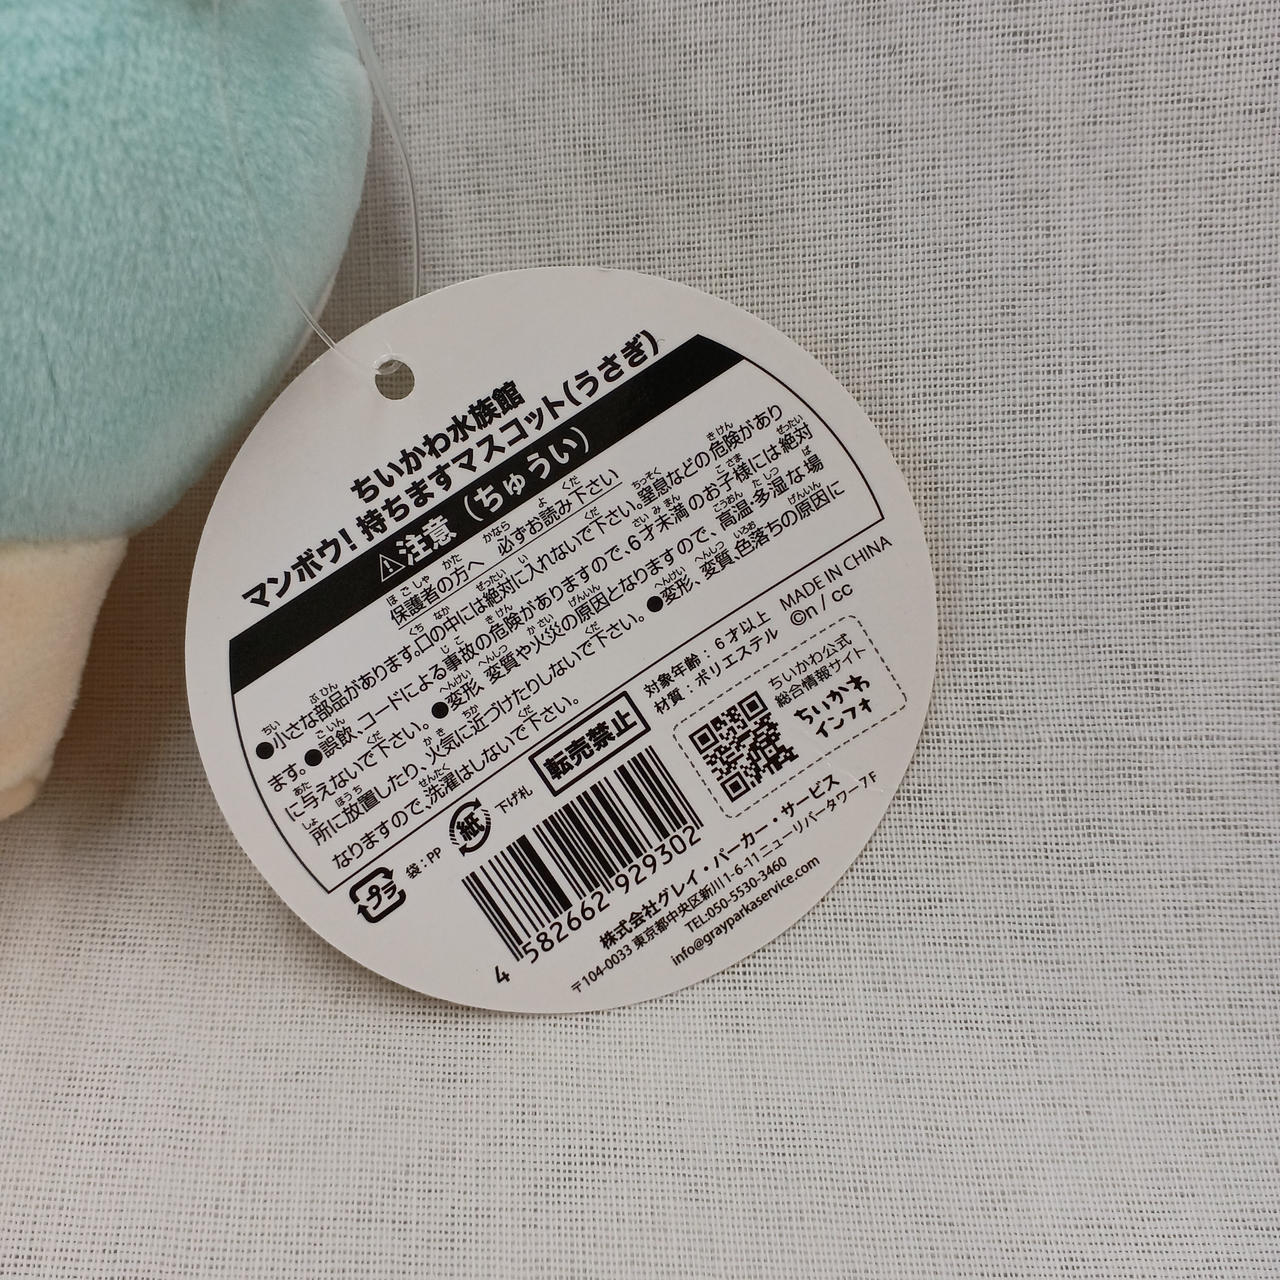 ちいかわ水族館
マンボウ！持ちますマスコット(うさぎ)
⚠注意（ちゅうい）
保護者の方へ 必ずお読み下さい
●小さな部品があります。口の中には絶対に入れないで下さい。窒息などの危険があり
ます。●誤飲、コードによる事故の危険がありますので、6才未満のお子様には絶対
に与えないで下さい。●変形、変質や火災の原因となりますので、高温・多湿な場
所に放置したり、火気に近づけたりしないで下さい。●変形、変質、色落ちの原因に
なりますので、洗濯はしないで下さい。
プラ
袋：PP
紙
下げ札
転売禁止
対象年齢：6才以上
材質：ポリエステル
MADE IN CHINA
©n / cc
ちいかわ公式
総合情報サイト
ちいかわ
インフォ
4 582662 929302
株式会社グレイ・パーカー・サービス
〒104-0033 東京都中央区新川1-6-11ニューリバータワー7F
TEL:050-5530-3460
info@grayparkaservice.com